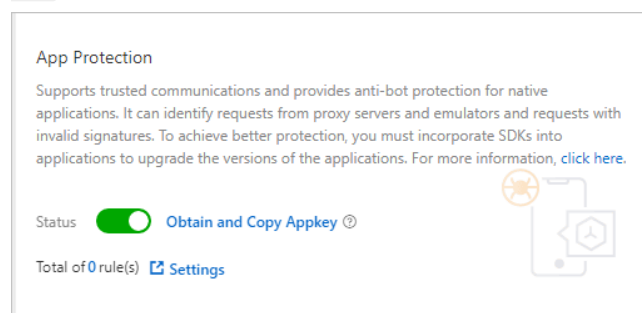 App Protection
Supports trusted communications and provides anti-bot protection for native
applications. It can identify requests from proxy servers and emulators and requests with
invalid signatures. To achieve better protection, you must incorporate SDKs into
applications to upgrade the versions of the applications. For more information, click here.
Status Obtain and Copy Appkey ?
Total of 0 rule(s) Settings